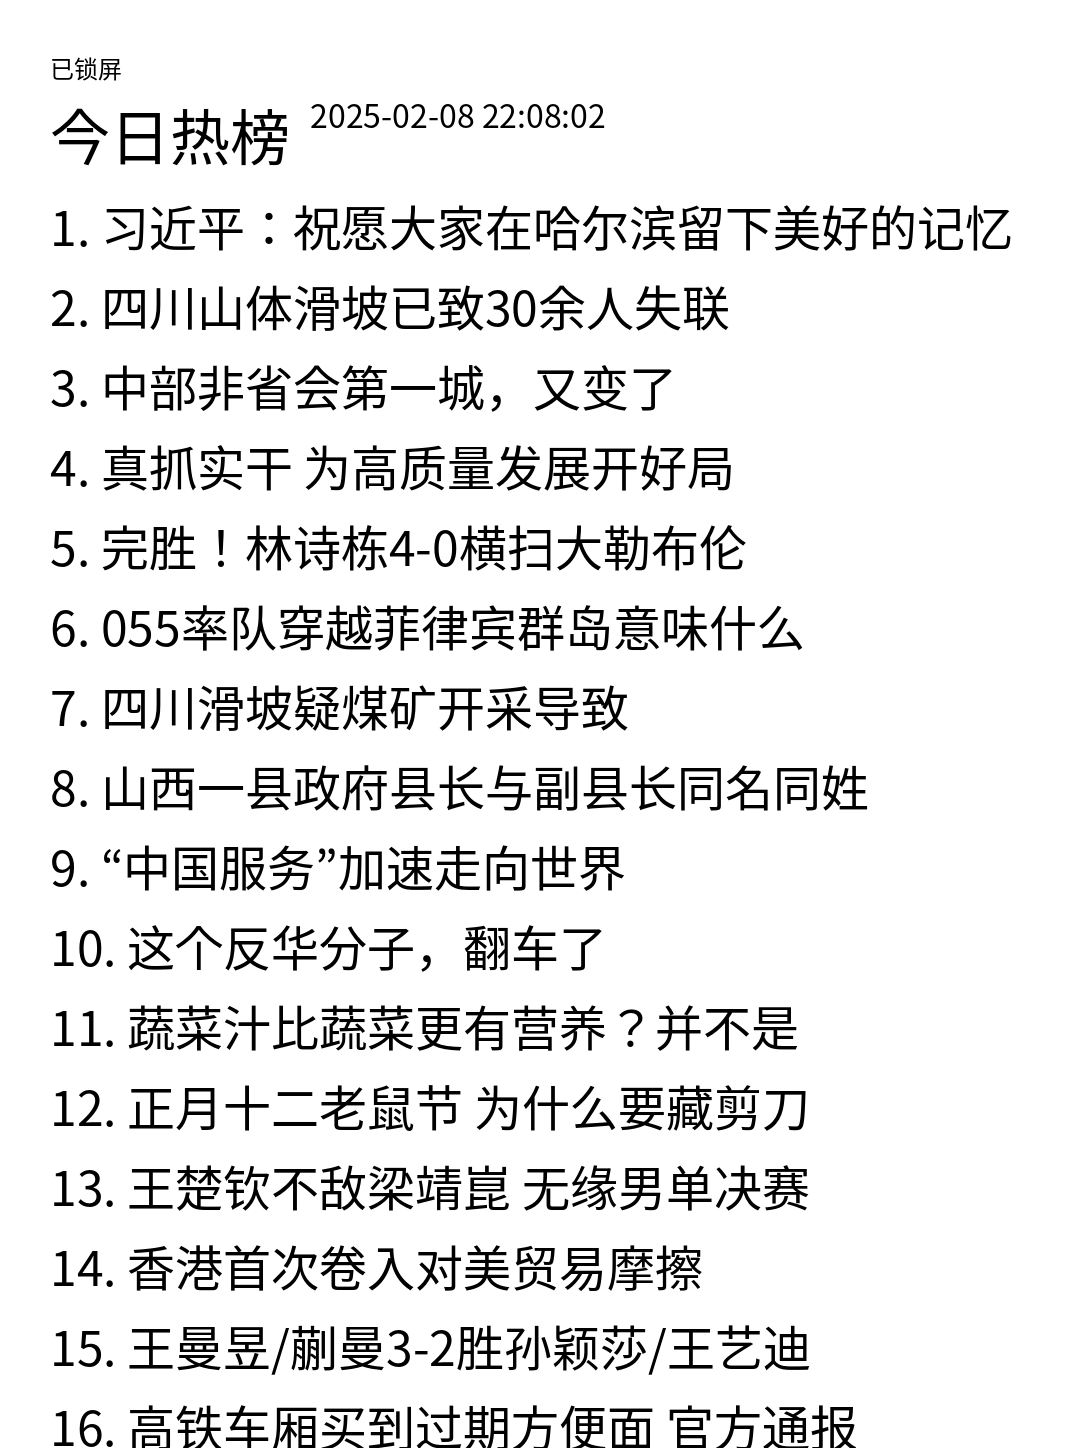 已锁屏
今日热榜 2025-02-08 22:08:02
1. 习近平：祝愿大家在哈尔滨留下美好的记忆
2. 四川山体滑坡已致30余人失联
3. 中部非省会第一城，又变了
4. 真抓实干 为高质量发展开好局
5. 完胜！林诗栋4-0横扫大勒布伦
6. 055率队穿越菲律宾群岛意味什么
7. 四川滑坡疑煤矿开采导致
8. 山西一县政府县长与副县长同名同姓
9. “中国服务”加速走向世界
10. 这个反华分子，翻车了
11. 蔬菜汁比蔬菜更有营养？并不是
12. 正月十二老鼠节 为什么要藏剪刀
13. 王楚钦不敌梁靖崑 无缘男单决赛
14. 香港首次卷入对美贸易摩擦
15. 王曼昱/蒯曼3-2胜孙颖莎/王艺迪
16. 高铁车厢买到过期方便面 官方通报